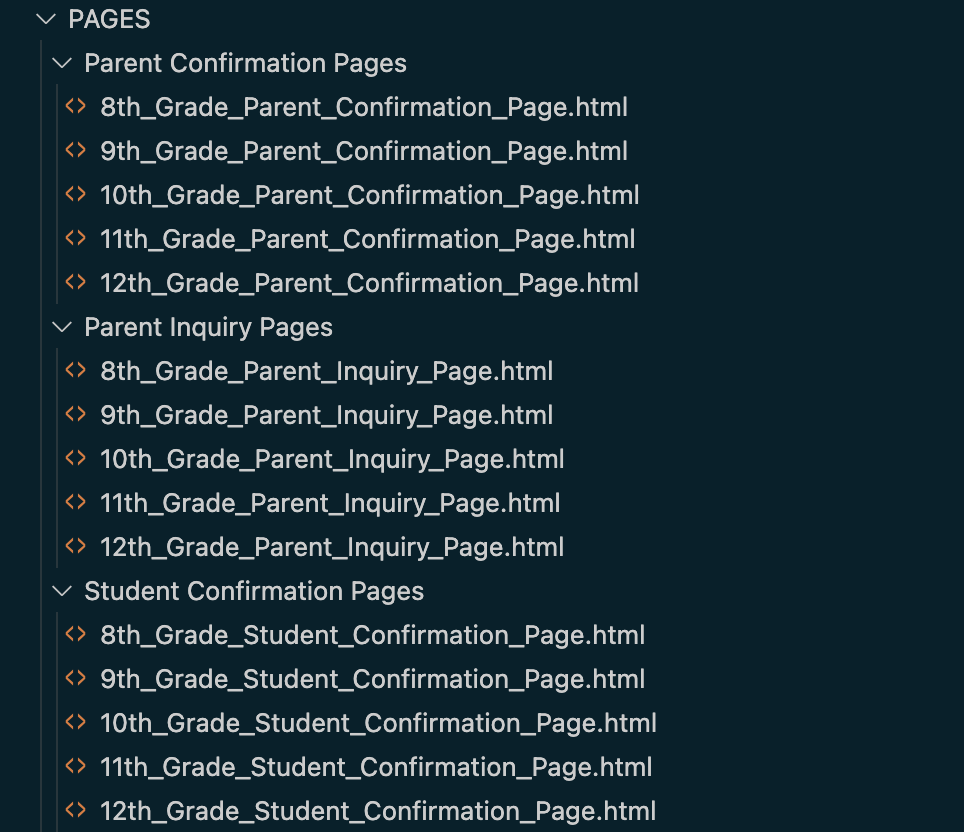 PAGES
Parent Confirmation Pages
8th_Grade_Parent_Confirmation_Page.html
9th_Grade_Parent_Confirmation_Page.html
10th_Grade_Parent_Confirmation_Page.html
11th_Grade_Parent_Confirmation_Page.html
12th_Grade_Parent_Confirmation_Page.html
Parent Inquiry Pages
8th_Grade_Parent_Inquiry_Page.html
9th_Grade_Parent_Inquiry_Page.html
10th_Grade_Parent_Inquiry_Page.html
11th_Grade_Parent_Inquiry_Page.html
12th_Grade_Parent_Inquiry_Page.html
Student Confirmation Pages
8th_Grade_Student_Confirmation_Page.html
9th_Grade_Student_Confirmation_Page.html
10th_Grade_Student_Confirmation_Page.html
11th_Grade_Student_Confirmation_Page.html
12th_Grade_Student_Confirmation_Page.html